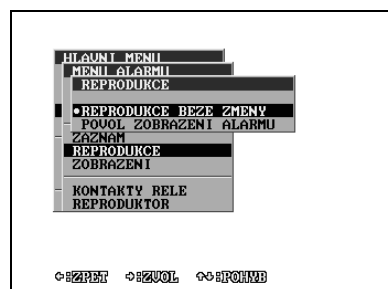 HLAVNI MENU
MENU ALARMU
REPRODUKCE
●REPRODUKCE BEZE ZMENY
POVOL ZOBRAZENI ALARMU
ZAZNAM
REPRODUKCE
ZOBRAZENI
KONTAKTY RELE
REPRODUKTOR
:ZPET :ZVOL :POHYB